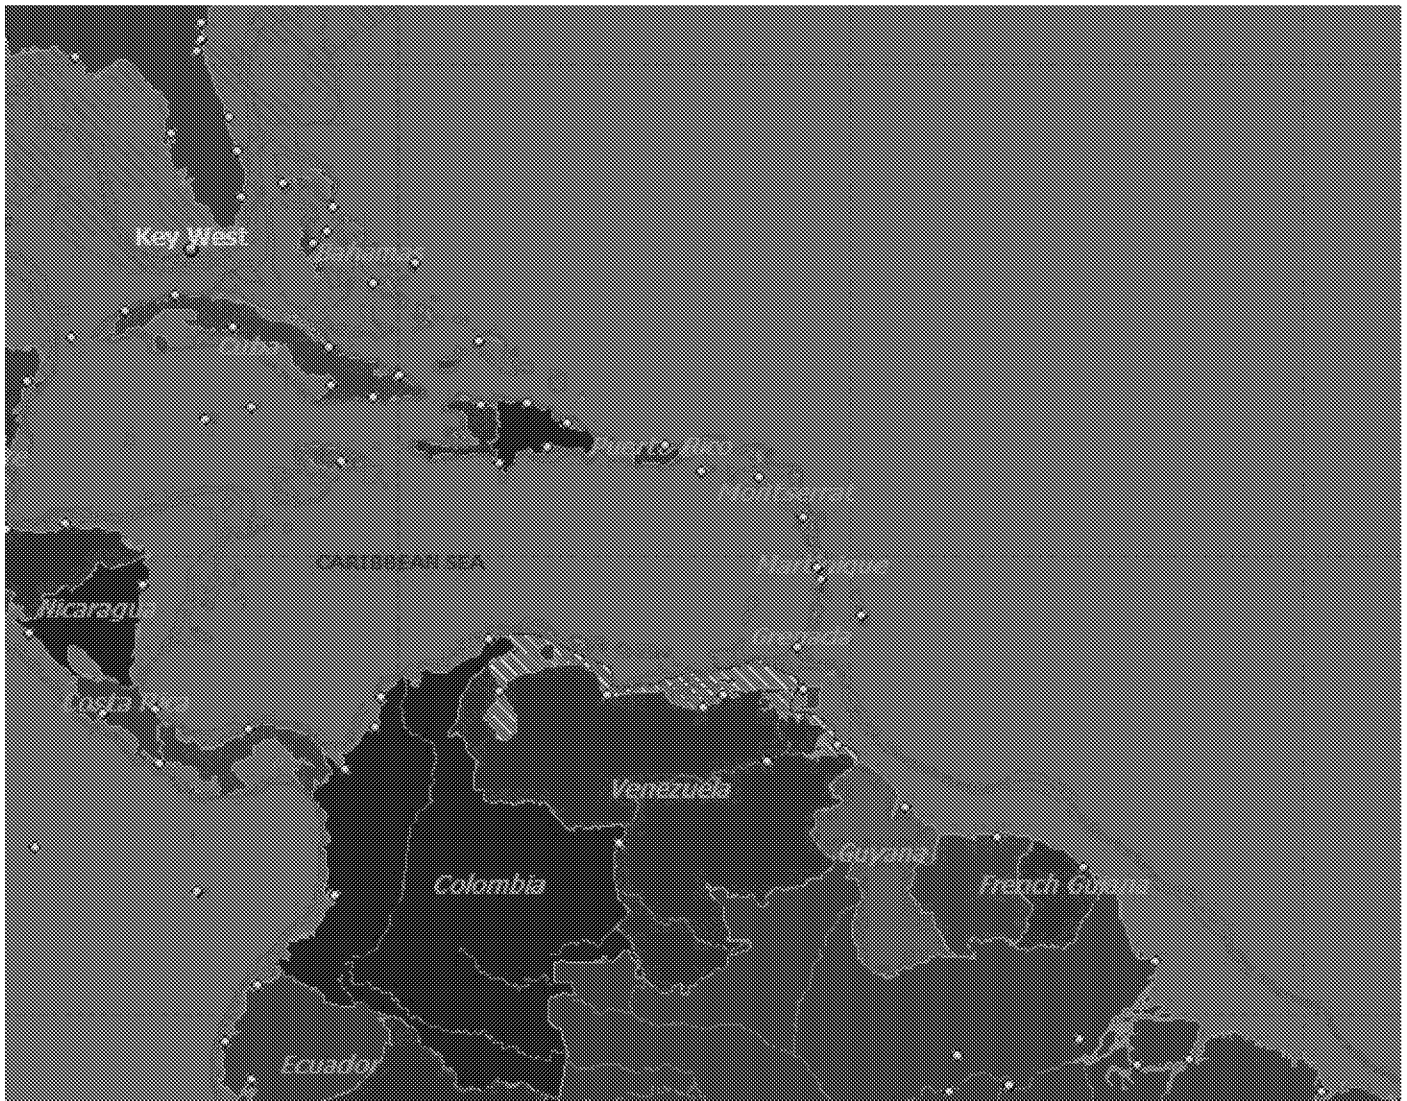 Key West
Bahamas
Cuba
Puerto Rico
Montserrat
CARIBBEAN SEA
Martinique
Nicaragua
Grenada
Costa Rica
Venezuela
Guyana
Colombia
French Guiana
Ecuador